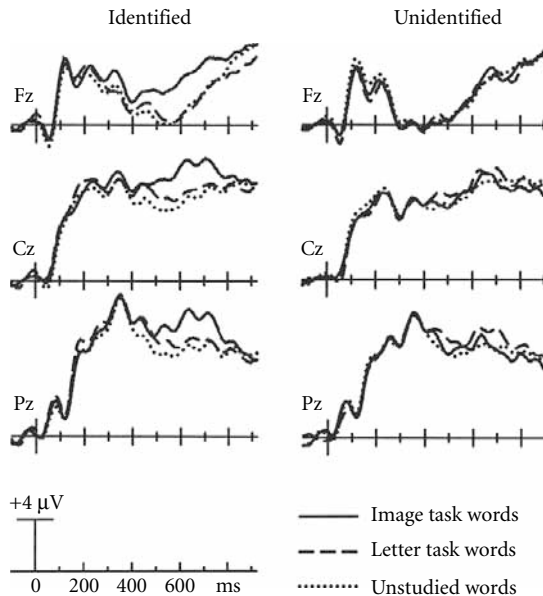 Identified Unidentified
Fz Fz
Cz Cz
Pz Pz
+4 μV
0 200 400 600 ms
Image task words
Letter task words
Unstudied words